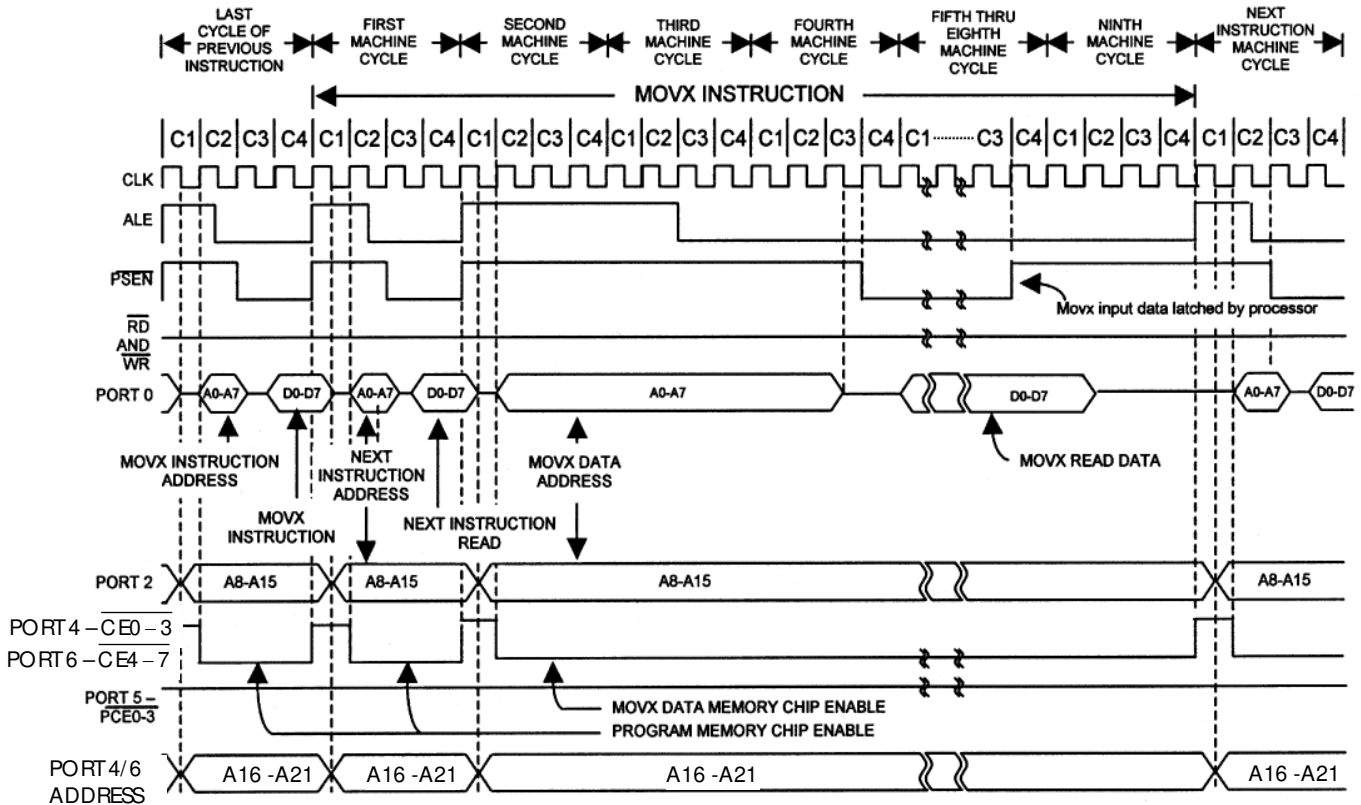 LAST CYCLE OF PREVIOUS INSTRUCTION
FIRST MACHINE CYCLE
SECOND MACHINE CYCLE
THIRD MACHINE CYCLE
FOURTH MACHINE CYCLE
FIFTH THRU EIGHTH MACHINE CYCLE
NINTH MACHINE CYCLE
NEXT INSTRUCTION MACHINE CYCLE
MOVX INSTRUCTION
C1 C2 C3 C4 C1 C2 C3 C4 C1 C2 C3 C4 C1 C2 C3 C4 C1 C2 C3 C4 C1 ......... C3 C4 C1 C2 C3 C4 C1 C2 C3 C4
CLK
ALE
PSEN
Movx input data latched by processor
RD
AND
WR
PORT 0
A0-A7 D0-D7 A0-A7 D0-D7 A0-A7 D0-D7 A0-A7 D0-D7
MOVX INSTRUCTION ADDRESS
MOVX INSTRUCTION
NEXT INSTRUCTION ADDRESS
NEXT INSTRUCTION READ
MOVX DATA ADDRESS
MOVX READ DATA
PORT 2
A8-A15 A8-A15 A8-A15 A8-A15
PORT 4 – CE0 – 3
PORT 6 – CE4 – 7
PORT 5 –
PCE0-3
MOVX DATA MEMORY CHIP ENABLE
PROGRAM MEMORY CHIP ENABLE
PORT 4/6
ADDRESS
A16 -A21 A16 -A21 A16 -A21 A16 -A21